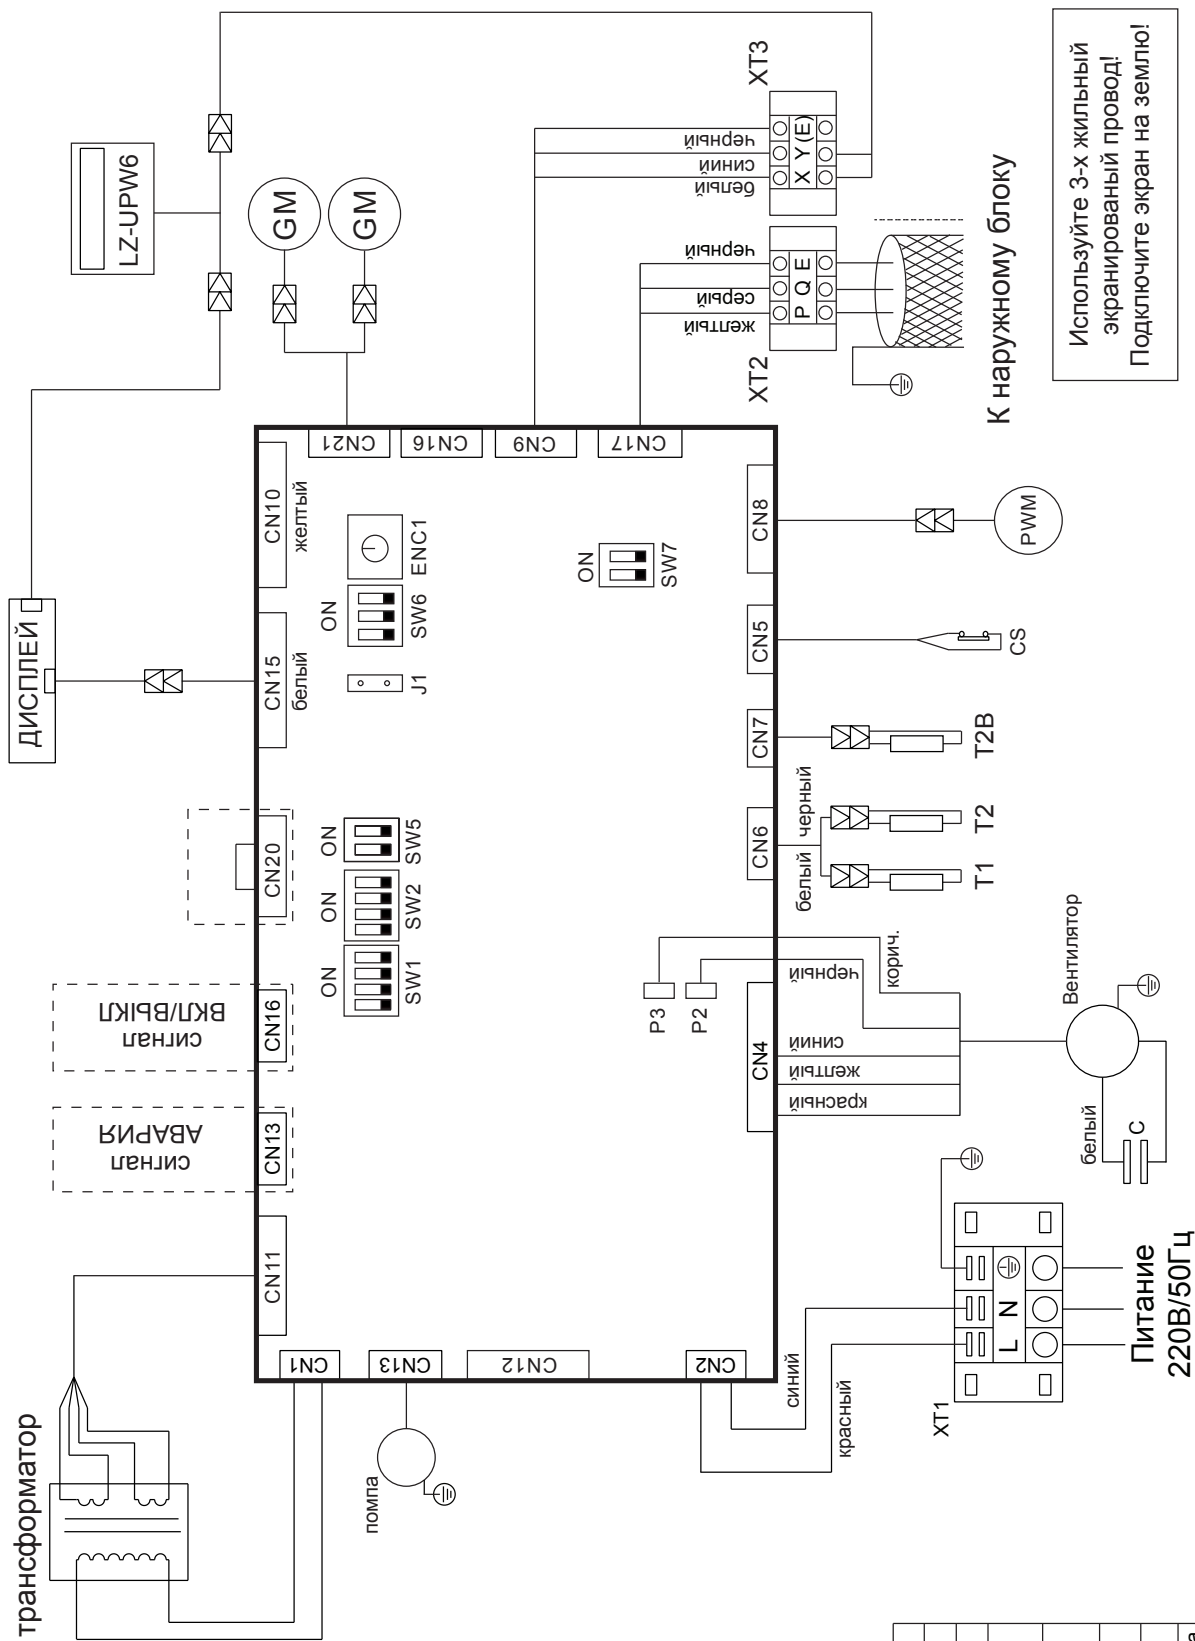 трансформатор
CN11
сигнал
АВАРИЯ
CN13
сигнал
ВКЛ/ВЫКЛ
CN16
CN20
ДИСПЛЕЙ
CN15
белый
CN10
желтый
LZ-UPW6
GM
GM
CN1
CN13
CN12
CN2
помпа
ON
SW1
ON
SW2
ON
SW5
J1
ON
SW6
ENC1
ON
SW7
CN21
CN16
CN9
CN17
P3
P2
CN4
CN6
CN7
CN5
CN8
красный
желтый
синий
черный
корич.
белый
черный
T1
T2
T2B
CS
PWM
синий
красный
XT1
L N
Питание
220В/50Гц
белый
C
Вентилятор
желтый
серый
черный
XT2
P Q E
белый
синий
черный
XT3
X Y (E)
К наружному блоку
Используйте 3-х жильный
экранированый провод!
Подключите экран на землю!